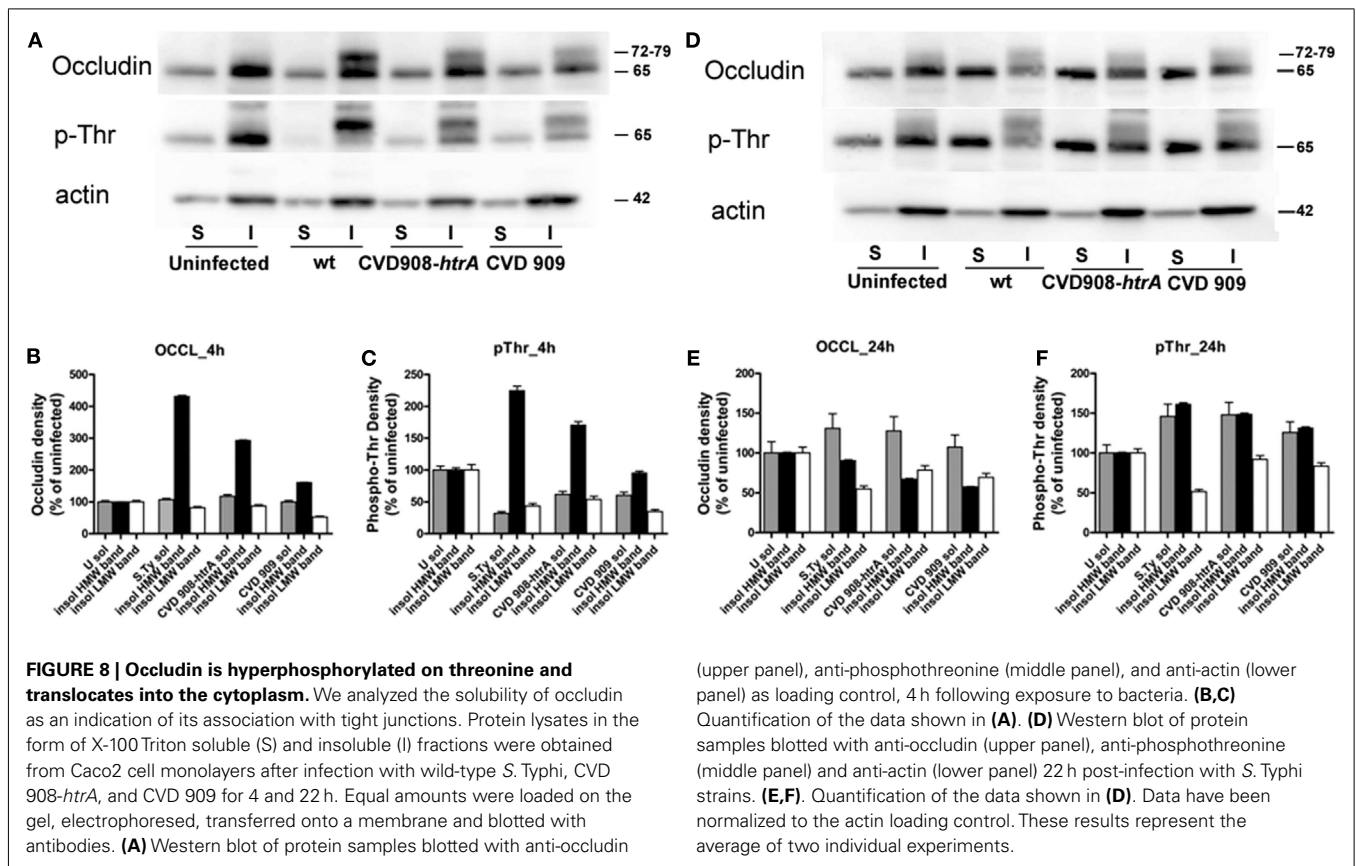 A
Occludin
72-79
65
p-Thr
65
actin
42
S I S I S I S I
Uninfected wt CVD908-htrA CVD 909
D
Occludin
72-79
65
p-Thr
65
actin
42
S I S I S I S I
Uninfected wt CVD908-htrA CVD 909
B
OCCL_4h
Occludin density
(% of uninfected)
500
400
300
200
100
0
U sol
insol HMW band
insol LMW band
S.Ty sol
insol HMW band
insol LMW band
CVD 908-htrA sol
insol HMW band
insol LMW band
CVD 909 sol
insol HMW band
insol LMW band
C
pThr_4h
Phospho-Thr Density
(% of uninfected)
250
200
150
100
50
0
U sol
insol HMW band
insol LMW band
S.Ty sol
insol HMW band
insol LMW band
CVD 908-htrA sol
insol HMW band
insol LMW band
CVD 909 sol
insol HMW band
insol LMW band
E
OCCL_24h
Occludin density
(% of uninfected)
200
150
100
50
0
U sol
insol HMW band
insol LMW band
S.Ty sol
insol HMW band
insol LMW band
CVD 908-htrA sol
insol HMW band
insol LMW band
CVD 909 sol
insol HMW band
insol LMW band
F
pThr_24h
Phospho-Thr density
(% of uninfected)
200
150
100
50
0
U sol
insol HMW band
insol LMW band
S.Ty sol
insol HMW band
insol LMW band
CVD 908-htrA sol
insol HMW band
insol LMW band
CVD 909 sol
insol HMW band
insol LMW band
FIGURE 8 | Occludin is hyperphosphorylated on threonine and
translocates into the cytoplasm. We analyzed the solubility of occludin
as an indication of its association with tight junctions. Protein lysates in the
form of X-100 Triton soluble (S) and insoluble (I) fractions were obtained
from Caco2 cell monolayers after infection with wild-type S. Typhi, CVD
908-htrA, and CVD 909 for 4 and 22 h. Equal amounts were loaded on the
gel, electrophoresed, transferred onto a membrane and blotted with
antibodies. (A) Western blot of protein samples blotted with anti-occludin
(upper panel), anti-phosphothreonine (middle panel), and anti-actin (lower
panel) as loading control, 4 h following exposure to bacteria. (B,C)
Quantification of the data shown in (A). (D) Western blot of protein
samples blotted with anti-occludin (upper panel), anti-phosphothreonine
(middle panel) and anti-actin (lower panel) 22 h post-infection with S. Typhi
strains. (E,F). Quantification of the data shown in (D). Data have been
normalized to the actin loading control. These results represent the
average of two individual experiments.